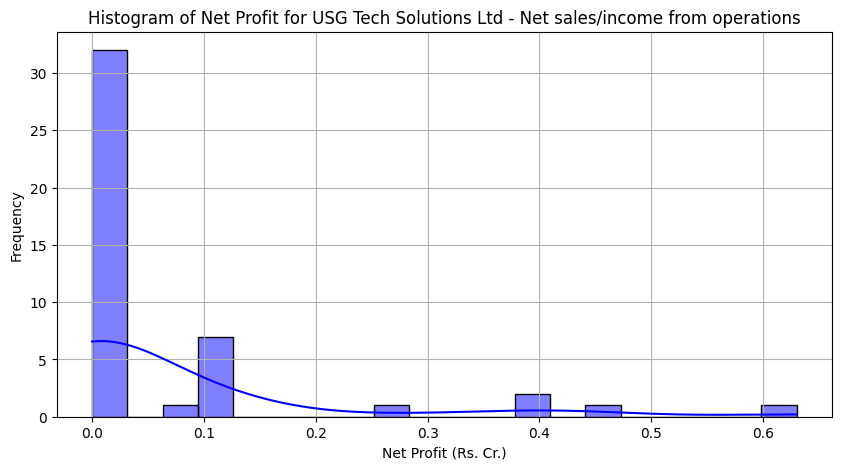 Histogram of Net Profit for USG Tech Solutions Ltd - Net sales/income from operations
Frequency
30
25
20
15
10
5
0
0.0 0.1 0.2 0.3 0.4 0.5 0.6
Net Profit (Rs. Cr.)